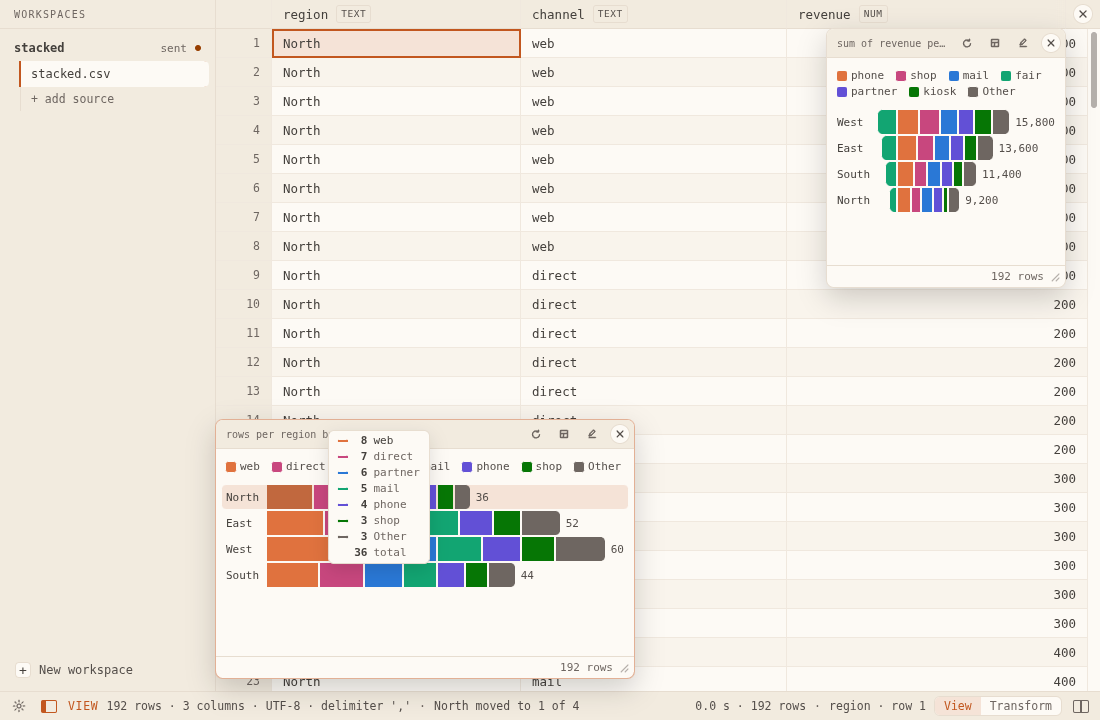 WORKSPACES
stacked sent
stacked.csv
+ add source
+ New workspace
region TEXT channel TEXT revenue NUM
1 North web
2 North web
3 North web
4 North web
5 North web
6 North web
7 North web
8 North web
9 North direct
10 North direct 200
11 North direct 200
12 North direct 200
13 North direct 200
14 North direct 200
200
300
300
300
300
300
300
400
23 North mail 400
sum of revenue pe…
phone shop mail fair
partner kiosk Other
West 15,800
East 13,600
South 11,400
North 9,200
192 rows
rows per region b
web direct ail phone shop Other
North 36
East 52
West 60
South 44
192 rows
8 web
7 direct
6 partner
5 mail
4 phone
3 shop
3 Other
36 total
VIEW 192 rows · 3 columns · UTF-8 · delimiter ',' · North moved to 1 of 4
0.0 s · 192 rows · region · row 1 View Transform